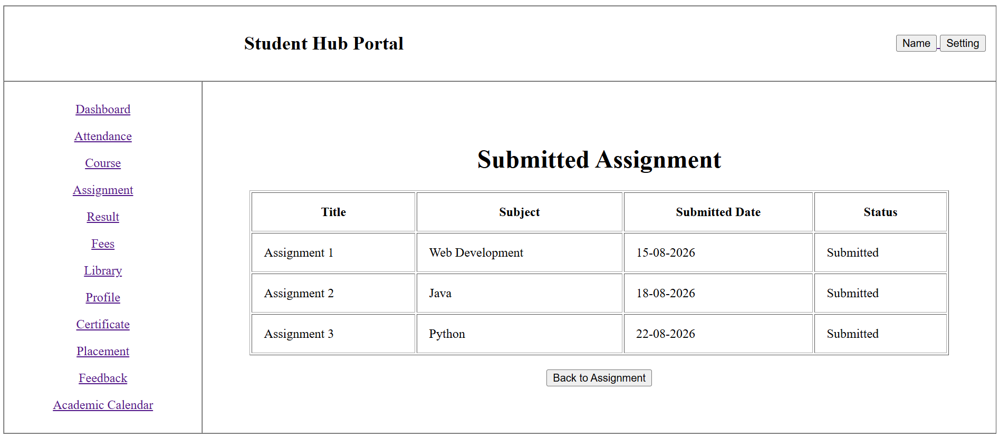 Student Hub Portal
Name Setting
Dashboard
Attendance
Course
Assignment
Result
Fees
Library
Profile
Certificate
Placement
Feedback
Academic Calendar
Submitted Assignment
Title Subject Submitted Date Status
Assignment 1 Web Development 15-08-2026 Submitted
Assignment 2 Java 18-08-2026 Submitted
Assignment 3 Python 22-08-2026 Submitted
Back to Assignment